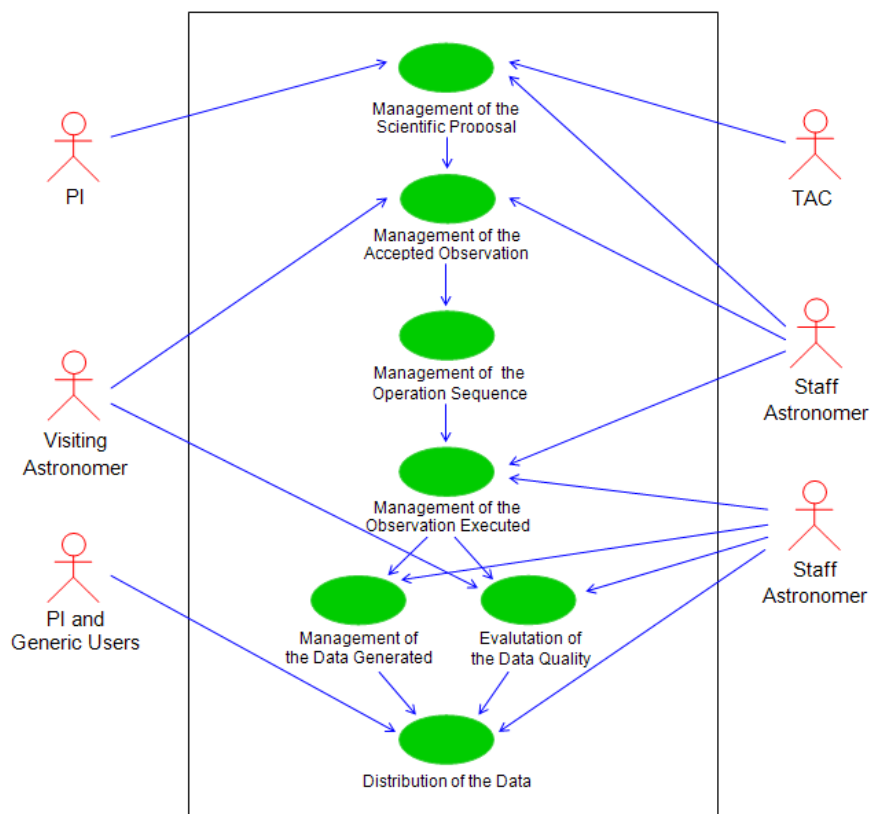 Management of the
Scientific Proposal
PI
TAC
Management of the
Accepted Observation
Management of  the
Operation Sequence
Staff
Astronomer
Visiting
Astronomer
Management of the
Observation Executed
Staff
Astronomer
PI and
Generic Users
Management of
the Data Generated
Evalutation of
the Data Quality
Distribution of the Data